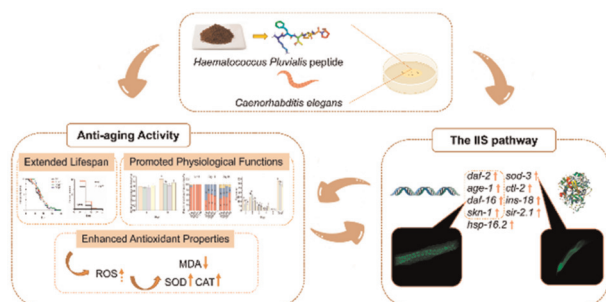 Haematococcus Pluvialis peptide
Caenorhabditis elegans
Anti-aging Activity
Extended Lifespan
Promoted Physiological Functions
Enhanced Antioxidant Properties
ROS↑
MDA↓
SOD↑ CAT↑
The IIS pathway
daf-2↑ sod-3↑
age-1↑ ctl-2↑
daf-16↑ ins-18↑
skn-1↑ sir-2.1↑
hsp-16.2↑